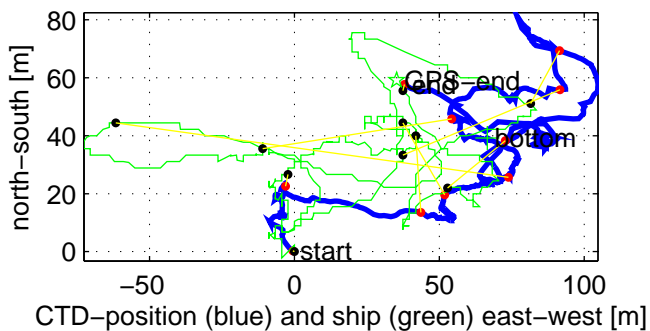 80
60
40
20
0
north−south [m]
GPS−end
end
bottom
start
−50
0
50
100
CTD−position (blue) and ship (green) east−west [m]